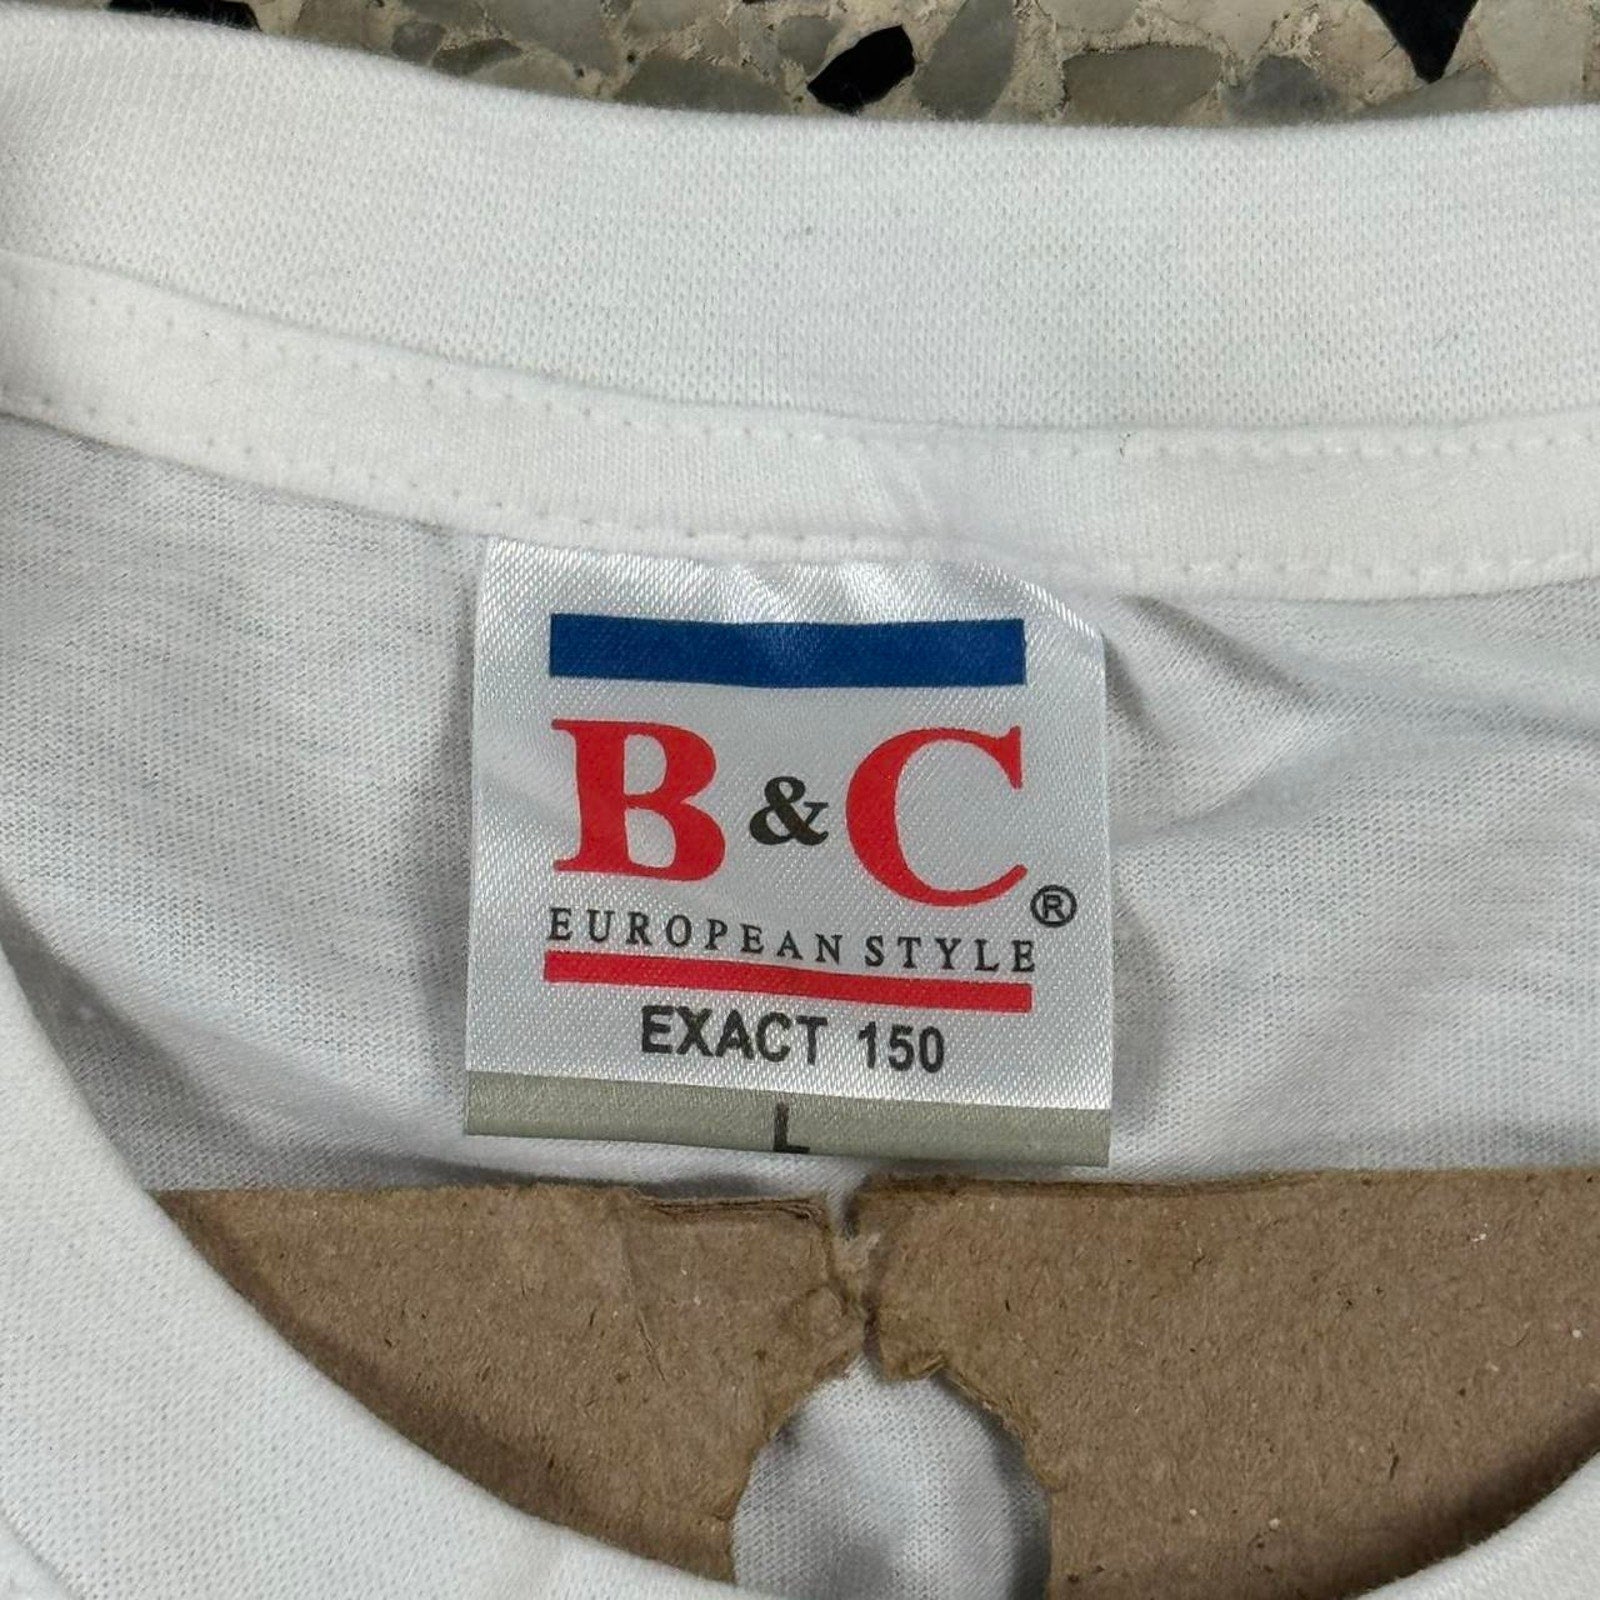 B & C ®
EUROPEAN STYLE
EXACT 150
L